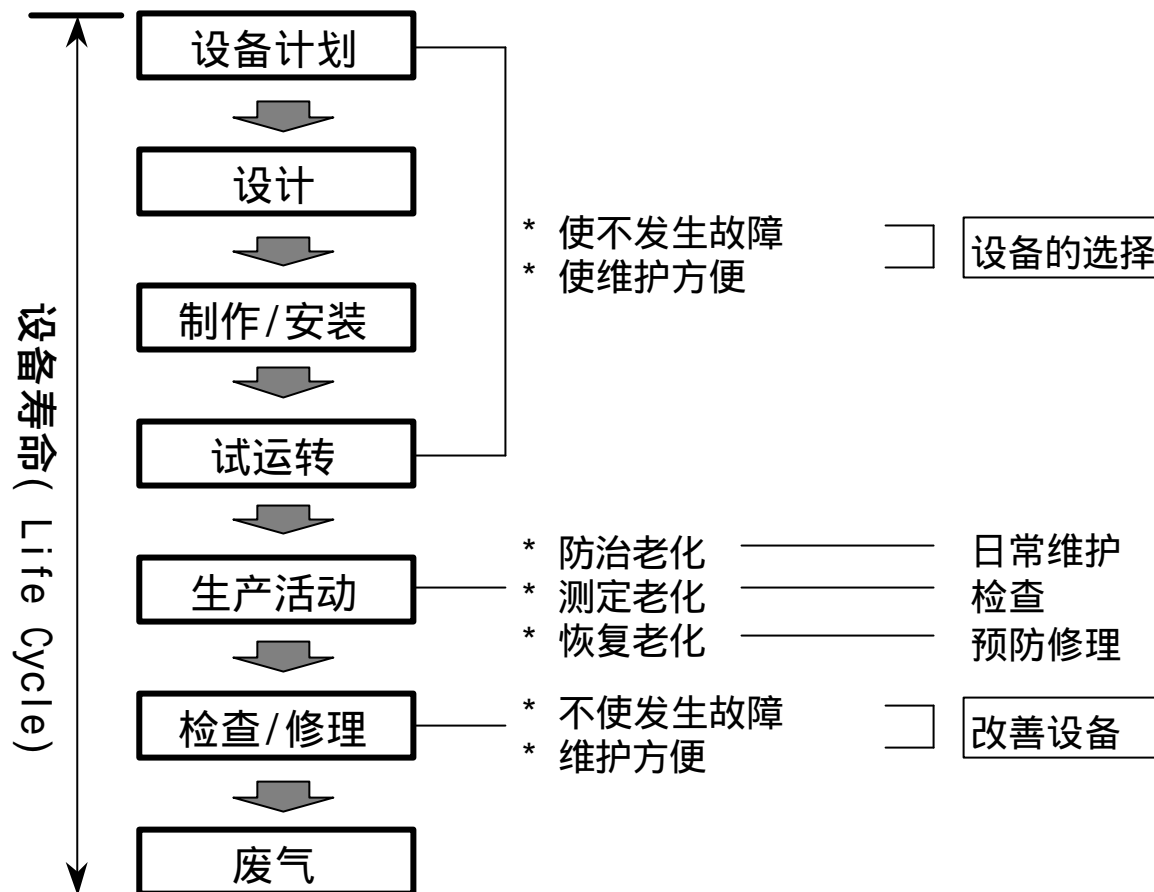 设备计划
设计
* 使不发生故障
* 使维护方便
设备的选择
制作/安装
设备寿命( Life Cycle)
试运转
* 防治老化
日常维护
生产活动
* 测定老化
检查
* 恢复老化
预防修理
检查/修理
* 不使发生故障
* 维护方便
改善设备
废气